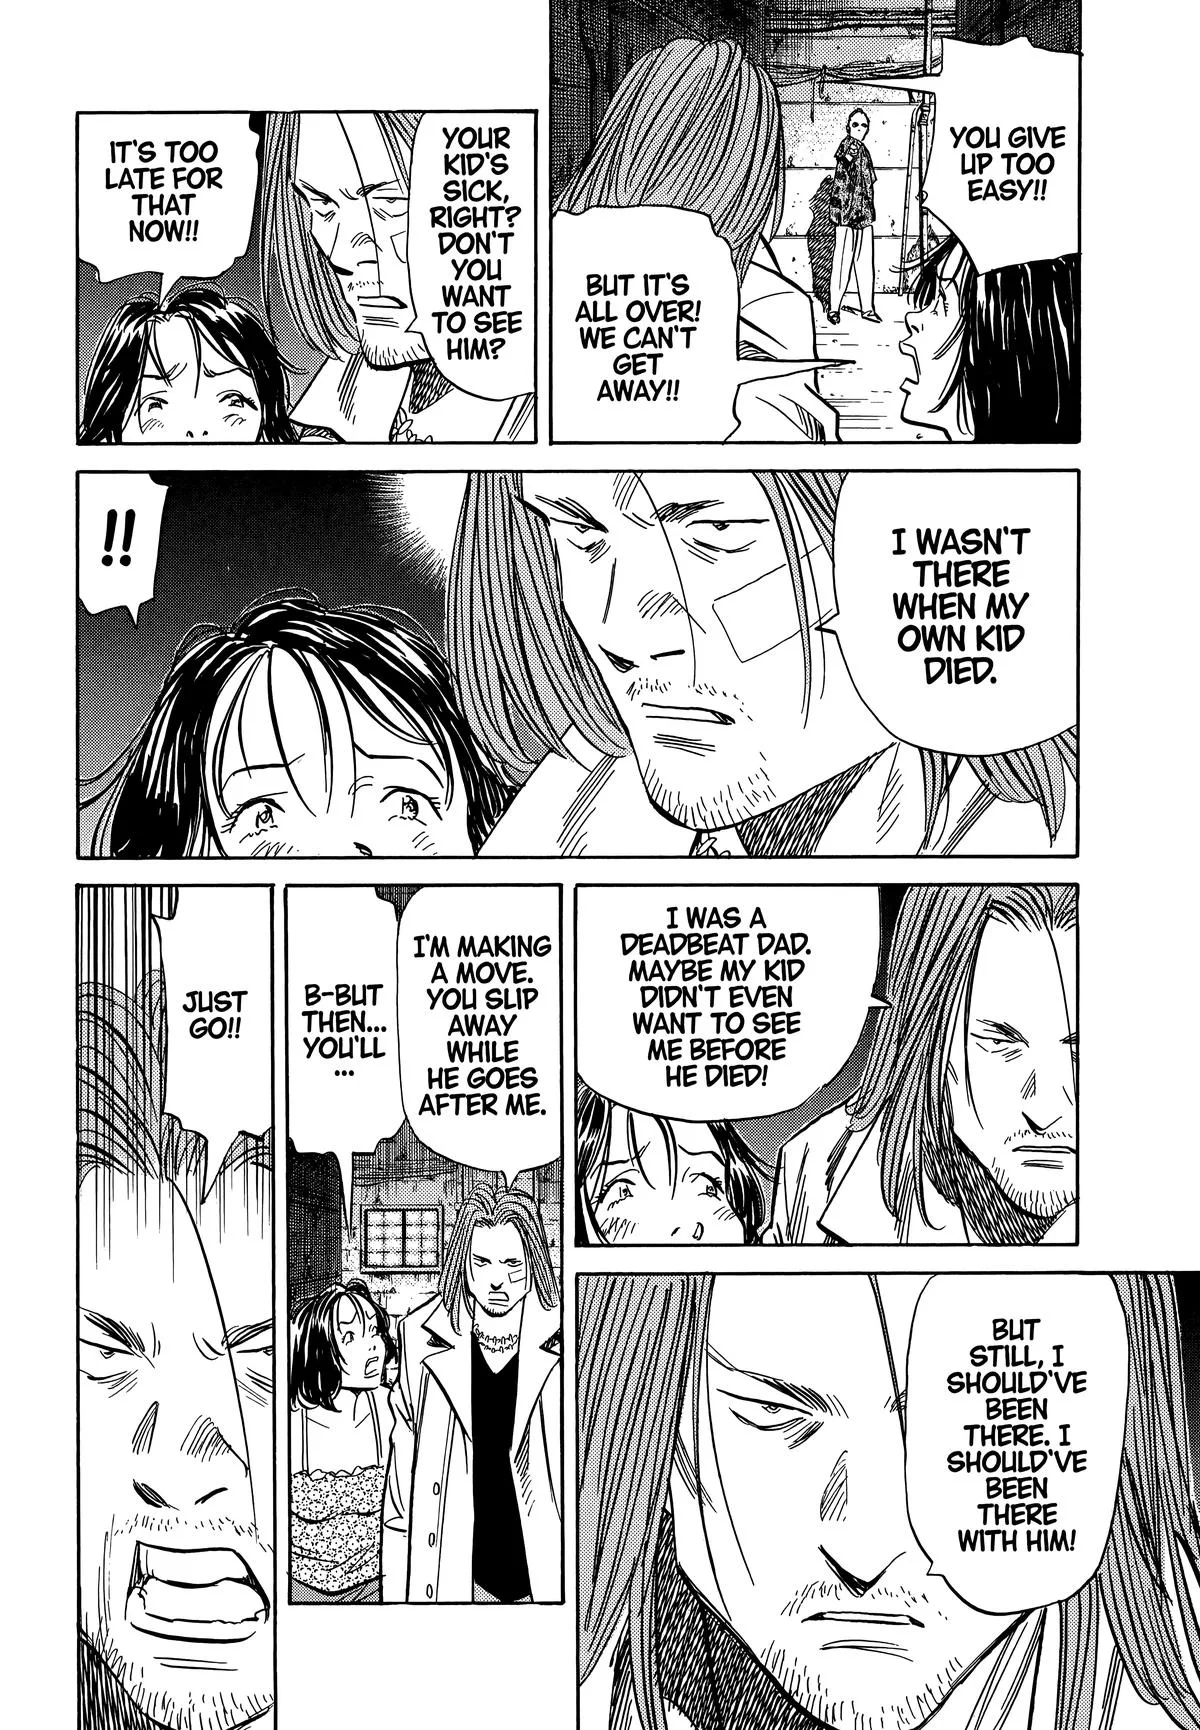 YOU GIVE
UP TOO
EASY!!
BUT IT'S
ALL OVER!
WE CAN'T
GET
AWAY!!
YOUR
KID'S
SICK,
RIGHT?
DON'T
YOU
WANT
TO SEE
HIM?
IT'S TOO
LATE FOR
THAT
NOW!!
I WASN'T
THERE
WHEN MY
OWN KID
DIED.
!!
I WAS A
DEADBEAT DAD.
MAYBE MY KID
DIDN'T EVEN
WANT TO SEE
ME BEFORE
HE DIED!
BUT
STILL, I
SHOULD'VE
BEEN
THERE. I
SHOULD'VE
BEEN
THERE
WITH HIM!
I'M MAKING
A MOVE.
YOU SLIP
AWAY
WHILE
HE GOES
AFTER ME.
B-BUT
THEN...
YOU'LL
...
JUST
GO!!